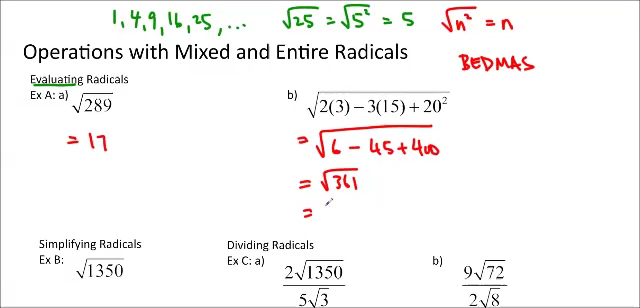 1, 4, 9, 16, 25, ... √25 = √5² = 5 √n² = n
Operations with Mixed and Entire Radicals
BEDMAS
Evaluating Radicals
Ex A: a) √289 b) √2(3) − 3(15) + 20²
= 17 = √6 − 45 + 400
= √361
=
Simplifying Radicals Dividing Radicals
Ex B: √1350 Ex C: a) 2√1350 / 5√3 b) 9√72 / 2√8